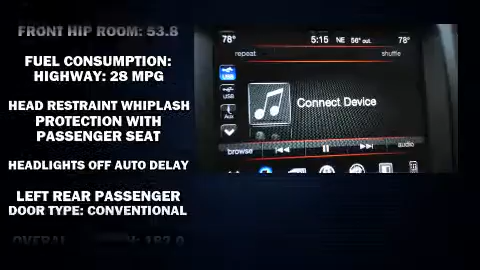 FRONT HIP ROOM: 53.8
FUEL CONSUMPTION:
HIGHWAY: 28 MPG
HEAD RESTRAINT WHIPLASH
PROTECTION WITH
PASSENGER SEAT
HEADLIGHTS OFF AUTO DELAY
LEFT REAR PASSENGER
DOOR TYPE: CONVENTIONAL
78° 5:15 NE 56° out. 78°
repeat shuffle
USB
USB
Aux
Connect Device
browse audio